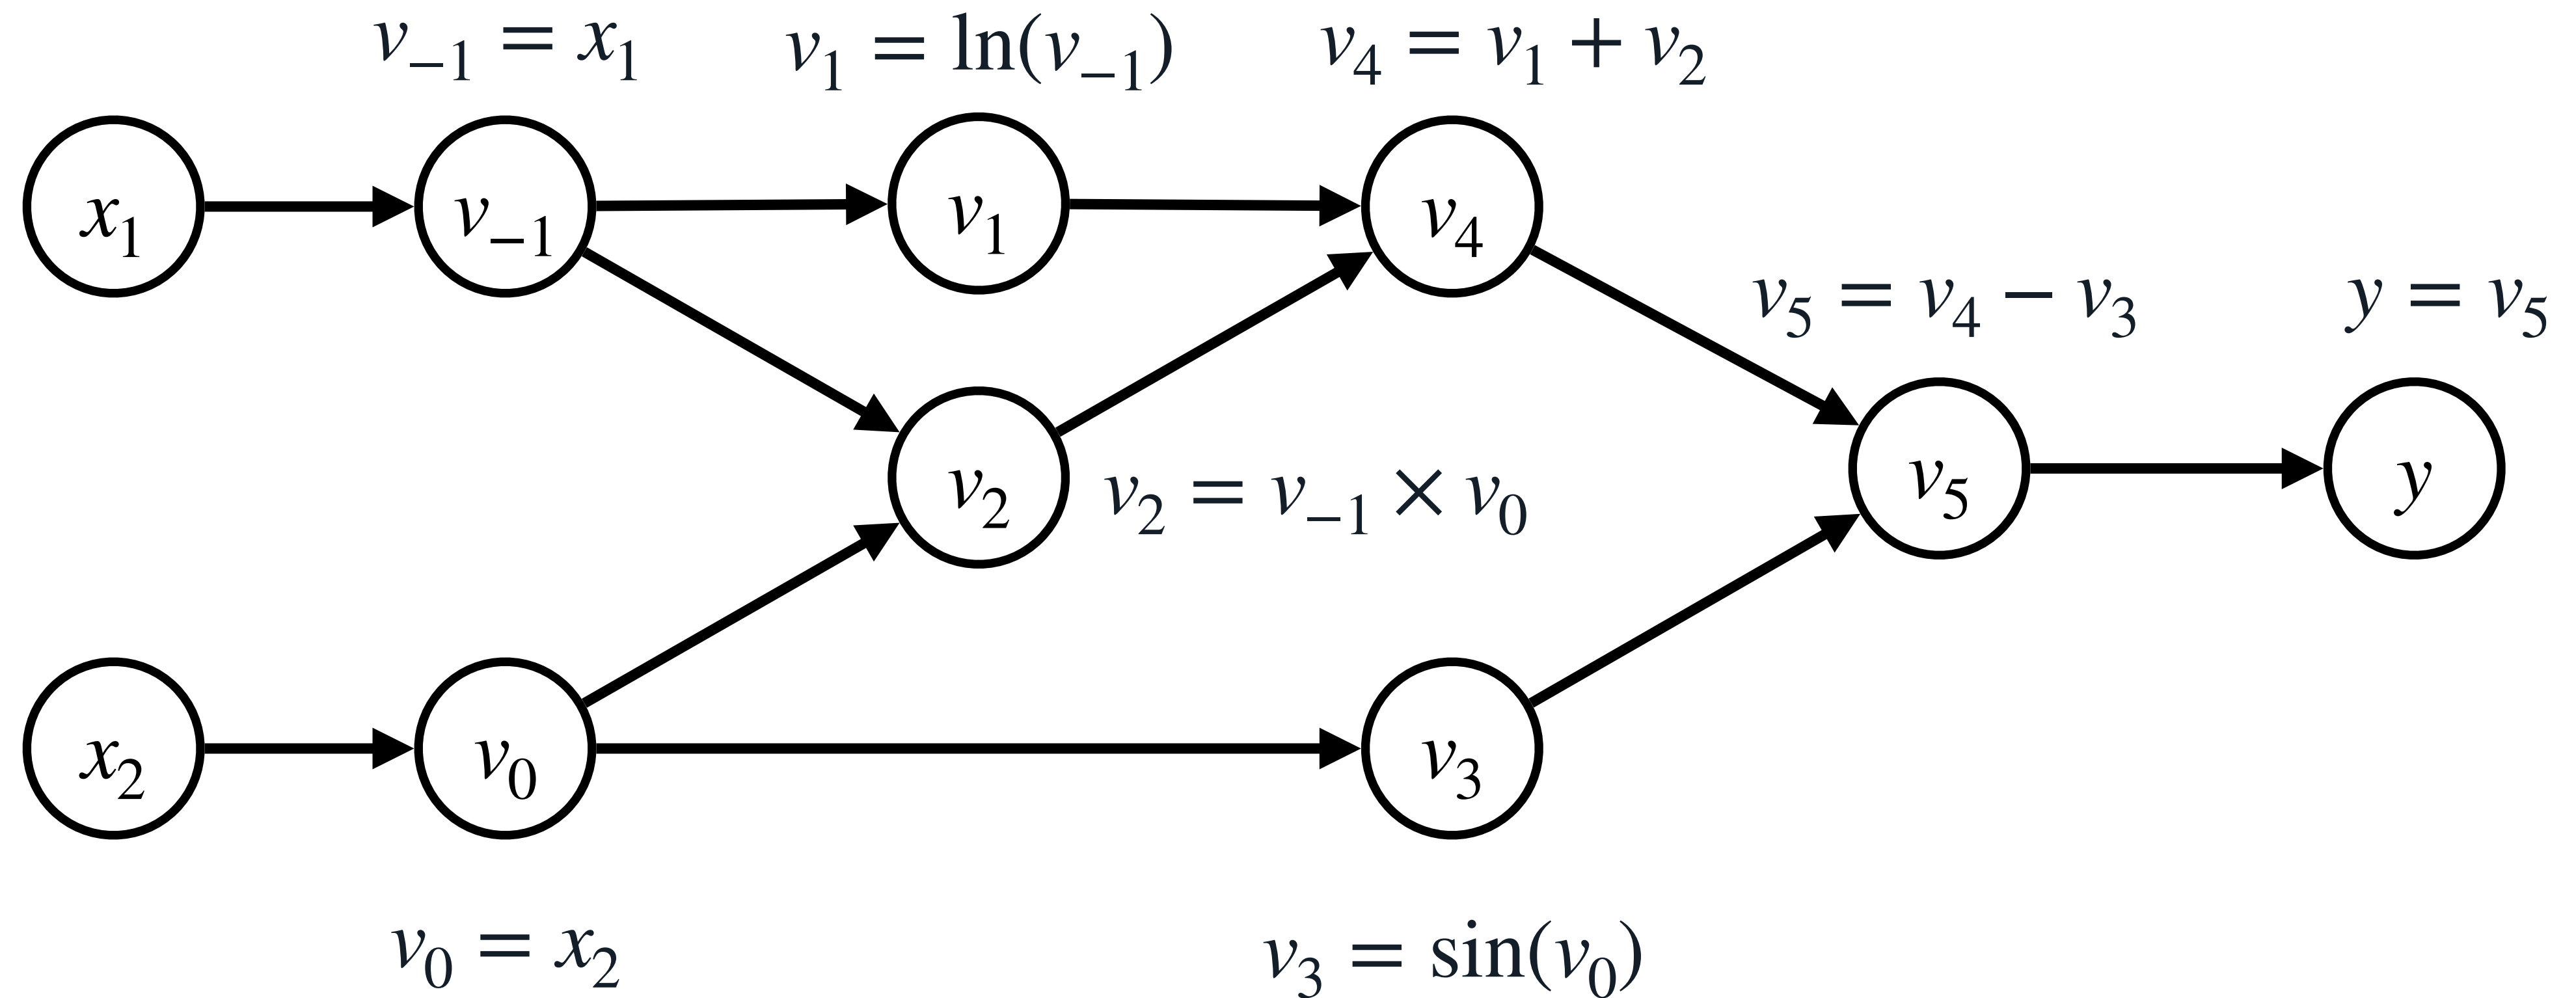 v₋₁ = x₁
v₁ = ln(v₋₁)
v₄ = v₁ + v₂
x₁
v₋₁
v₁
v₄
v₅ = v₄ − v₃
y = v₅
v₂
v₂ = v₋₁ × v₀
v₅
y
x₂
v₀
v₃
v₀ = x₂
v₃ = sin(v₀)